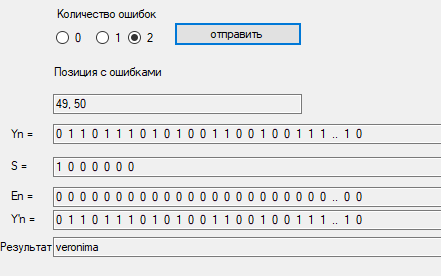 Количество ошибок
0 1 2 отправить
Позиция с ошибками
49, 50
Yn = 0 1 1 0 1 1 1 0 1 0 1 0 0 1 1 0 0 1 0 0 1 1 1 .. 1 0
S = 1 0 0 0 0 0 0
En = 0 0 0 0 0 0 0 0 0 0 0 0 0 0 0 0 0 0 0 0 0 0 0 .. 0 0
Y'n = 0 1 1 0 1 1 1 0 1 0 1 0 0 1 1 0 0 1 0 0 1 1 1 .. 1 0
Результат veronima